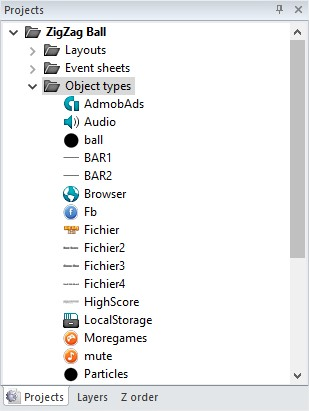 Projects
ZigZag Ball
Layouts
Event sheets
Object types
AdmobAds
Audio
ball
BAR1
BAR2
Browser
Fb
Fichier
Fichier2
Fichier3
Fichier4
HighScore
LocalStorage
Moregames
mute
Particles
Projects Layers Z order